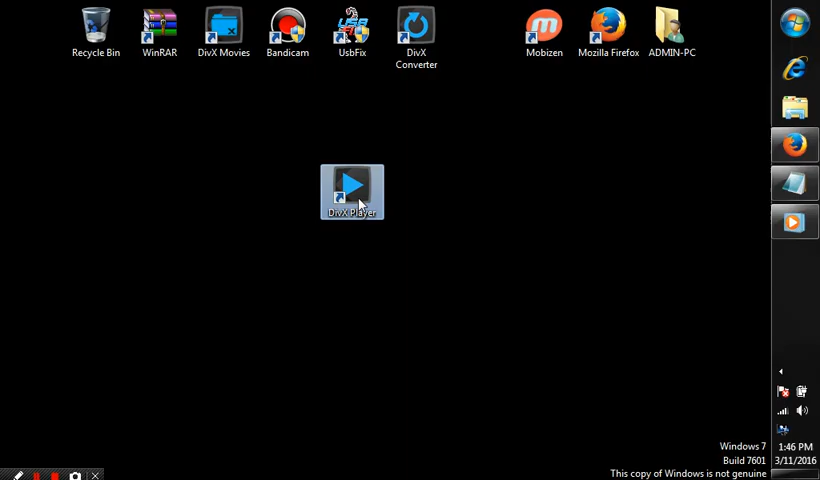 Recycle Bin
WinRAR
DivX Movies
Bandicam
UsbFix
DivX
Converter
Mobizen
Mozilla Firefox
ADMIN-PC
DivX Player
Windows 7
Build 7601
This copy of Windows is not genuine
1:46 PM
3/11/2016